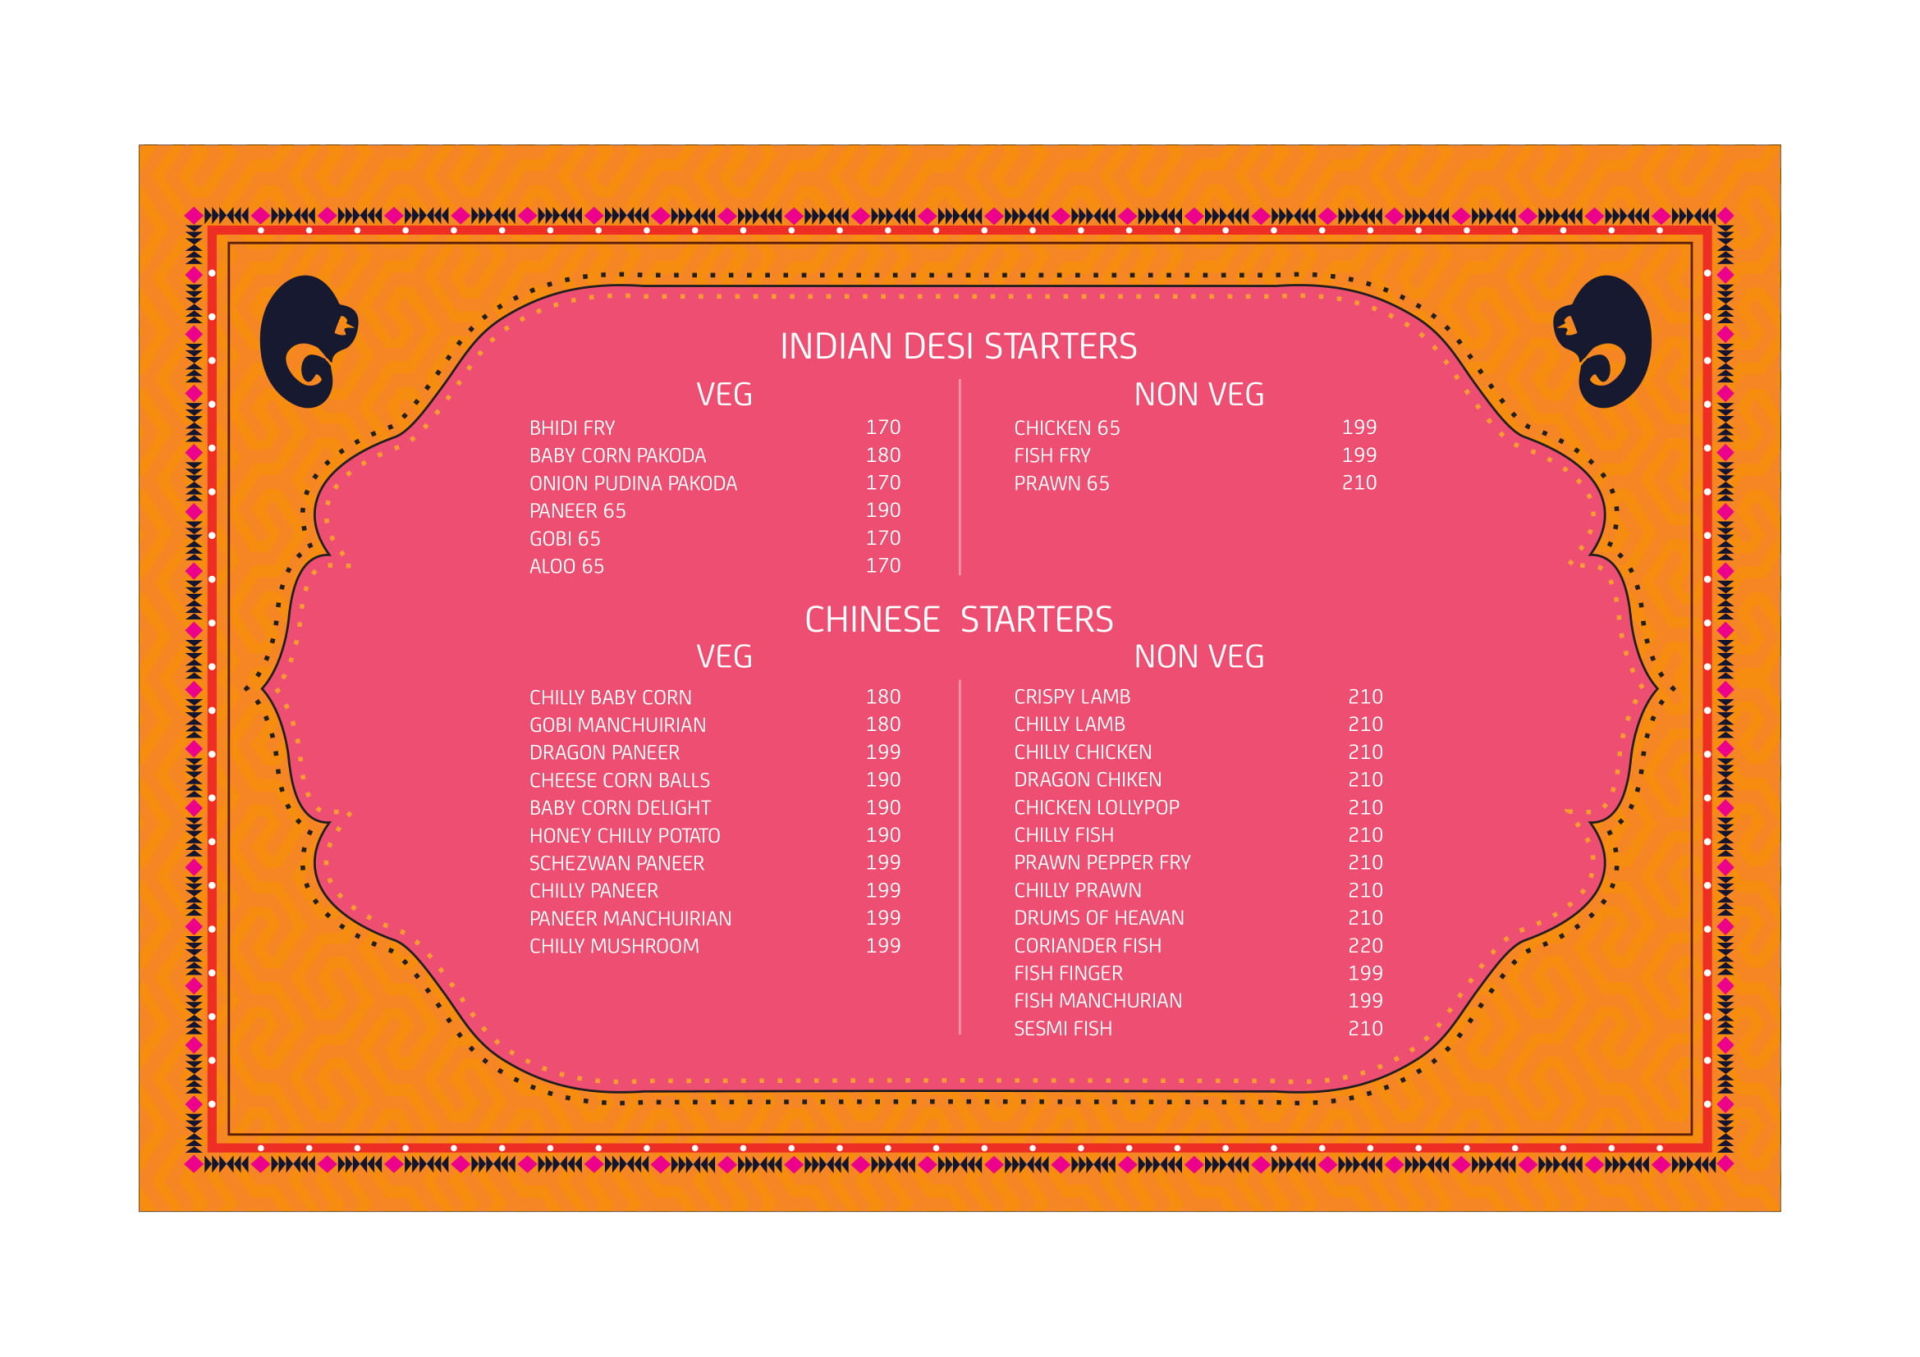 INDIAN DESI STARTERS
VEG
BHIDI FRY 170
BABY CORN PAKODA 180
ONION PUDINA PAKODA 170
PANEER 65 190
GOBI 65 170
ALOO 65 170
NON VEG
CHICKEN 65 199
FISH FRY 199
PRAWN 65 210
CHINESE STARTERS
VEG
CHILLY BABY CORN 180
GOBI MANCHUIRIAN 180
DRAGON PANEER 199
CHEESE CORN BALLS 190
BABY CORN DELIGHT 190
HONEY CHILLY POTATO 190
SCHEZWAN PANEER 199
CHILLY PANEER 199
PANEER MANCHUIRIAN 199
CHILLY MUSHROOM 199
NON VEG
CRISPY LAMB 210
CHILLY LAMB 210
CHILLY CHICKEN 210
DRAGON CHIKEN 210
CHICKEN LOLLYPOP 210
CHILLY FISH 210
PRAWN PEPPER FRY 210
CHILLY PRAWN 210
DRUMS OF HEAVAN 210
CORIANDER FISH 220
FISH FINGER 199
FISH MANCHURIAN 199
SESMI FISH 210